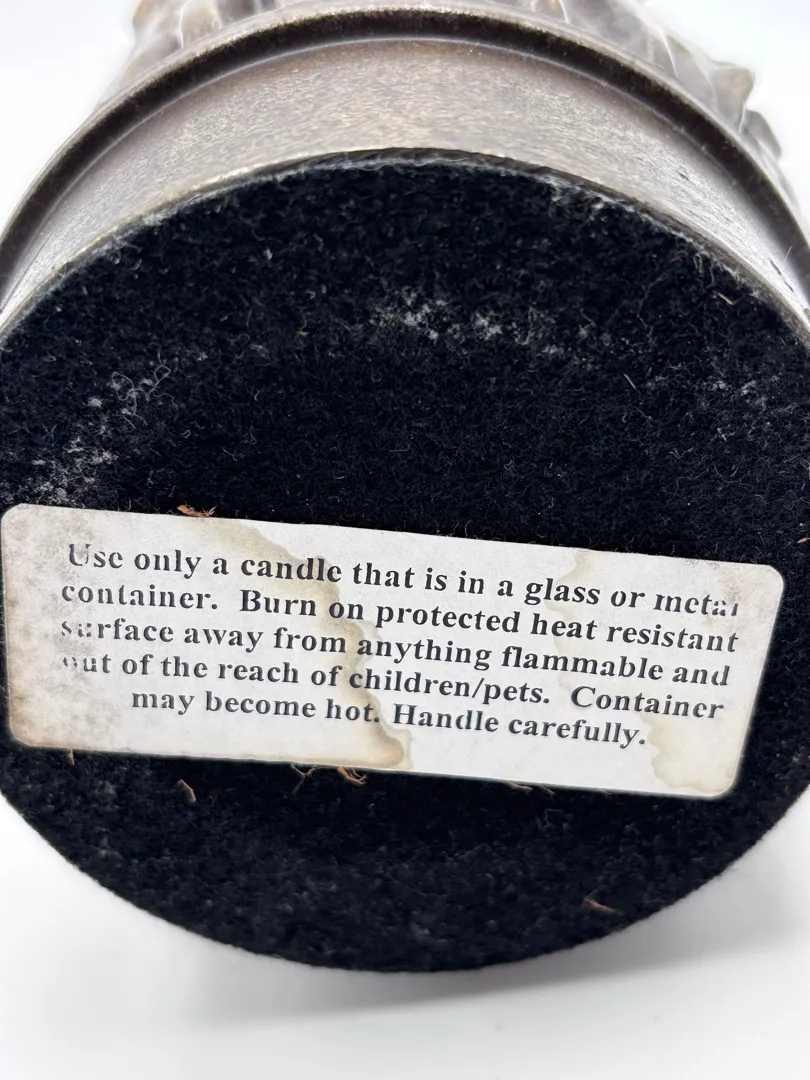 Use only a candle that is in a glass or metal
container. Burn on protected heat resistant
surface away from anything flammable and
out of the reach of children/pets. Container
may become hot. Handle carefully.